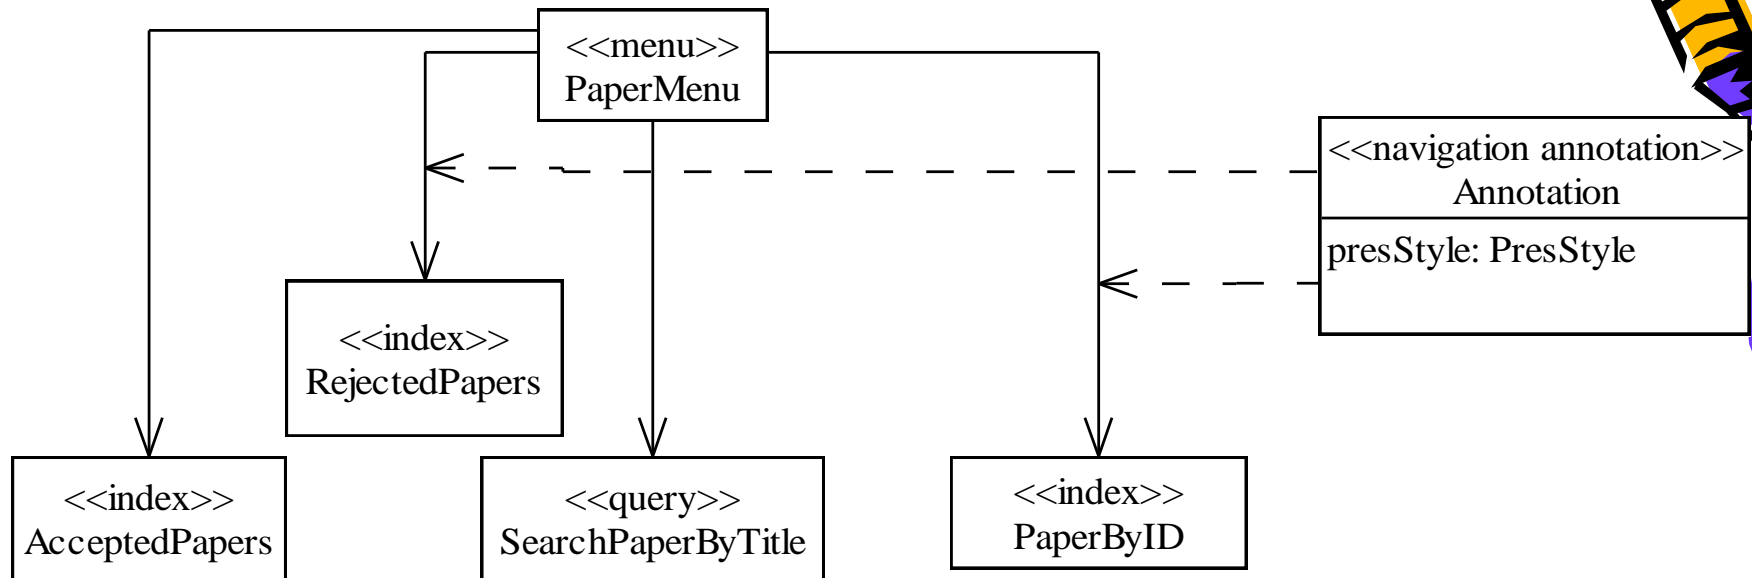 <<menu>>
PaperMenu
<<navigation annotation>>
Annotation
presStyle: PresStyle
<<index>>
RejectedPapers
<<index>>
AcceptedPapers
<<query>>
SearchPaperByTitle
<<index>>
PaperByID